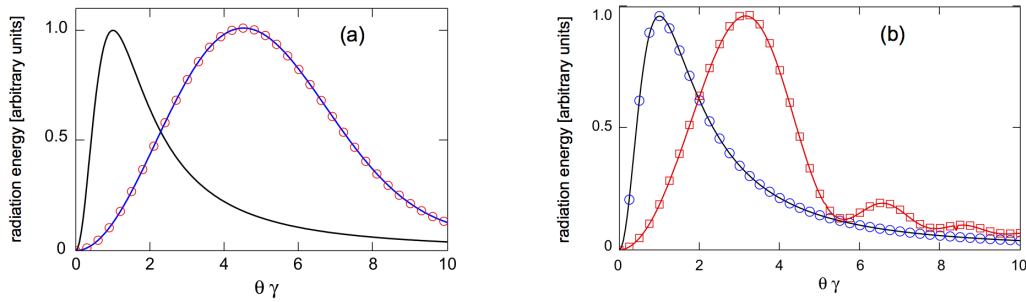 radiation energy [arbitrary units]
1.0
0.5
0
(a)
0 2 4 6 8 10
θ γ
radiation energy [arbitrary units]
1.0
0.5
0
(b)
0 2 4 6 8 10
θ γ